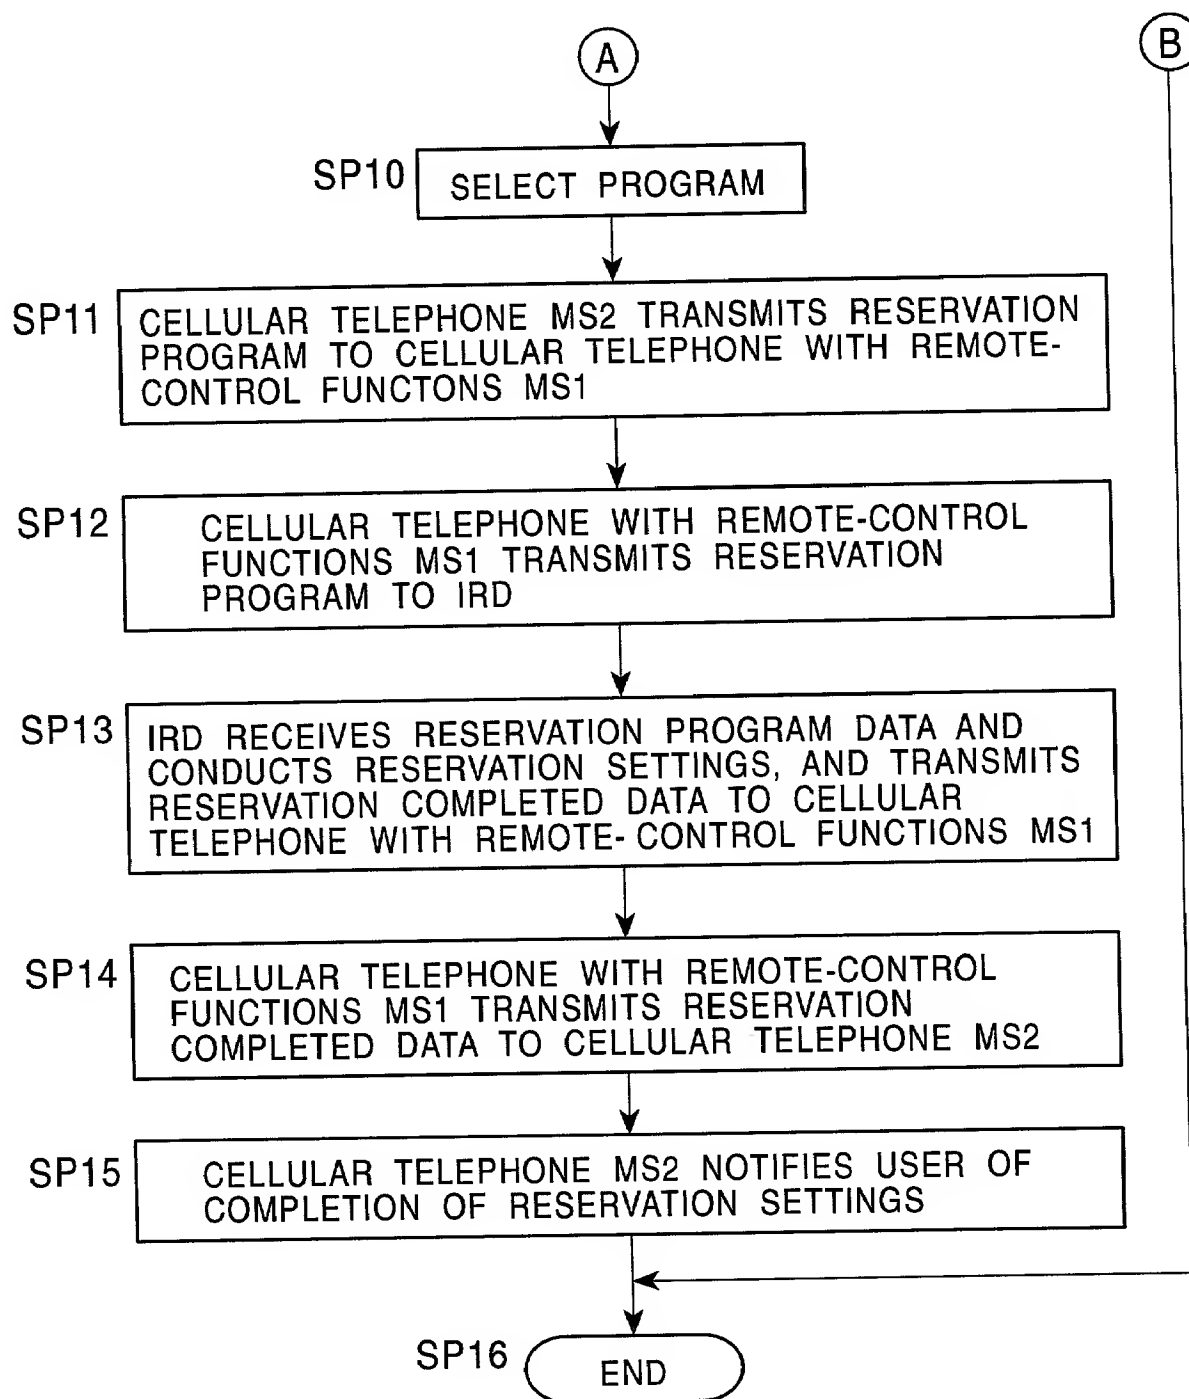 A
B
SP10
SELECT PROGRAM
SP11
CELLULAR TELEPHONE MS2 TRANSMITS RESERVATION
PROGRAM TO CELLULAR TELEPHONE WITH REMOTE-
CONTROL FUNCTONS MS1
SP12
CELLULAR TELEPHONE WITH REMOTE-CONTROL
FUNCTIONS MS1 TRANSMITS RESERVATION
PROGRAM TO IRD
SP13
IRD RECEIVES RESERVATION PROGRAM DATA AND
CONDUCTS RESERVATION SETTINGS, AND TRANSMITS
RESERVATION COMPLETED DATA TO CELLULAR
TELEPHONE WITH REMOTE- CONTROL FUNCTIONS MS1
SP14
CELLULAR TELEPHONE WITH REMOTE-CONTROL
FUNCTIONS MS1 TRANSMITS RESERVATION
COMPLETED DATA TO CELLULAR TELEPHONE MS2
SP15
CELLULAR TELEPHONE MS2 NOTIFIES USER OF
COMPLETION OF RESERVATION SETTINGS
SP16
END